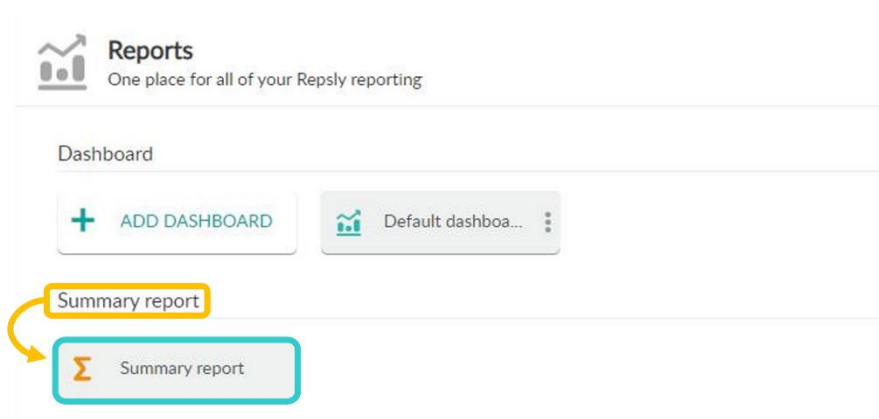 Reports
One place for all of your Repsly reporting
Dashboard
+ ADD DASHBOARD
Default dashboa...
Summary report
Σ Summary report